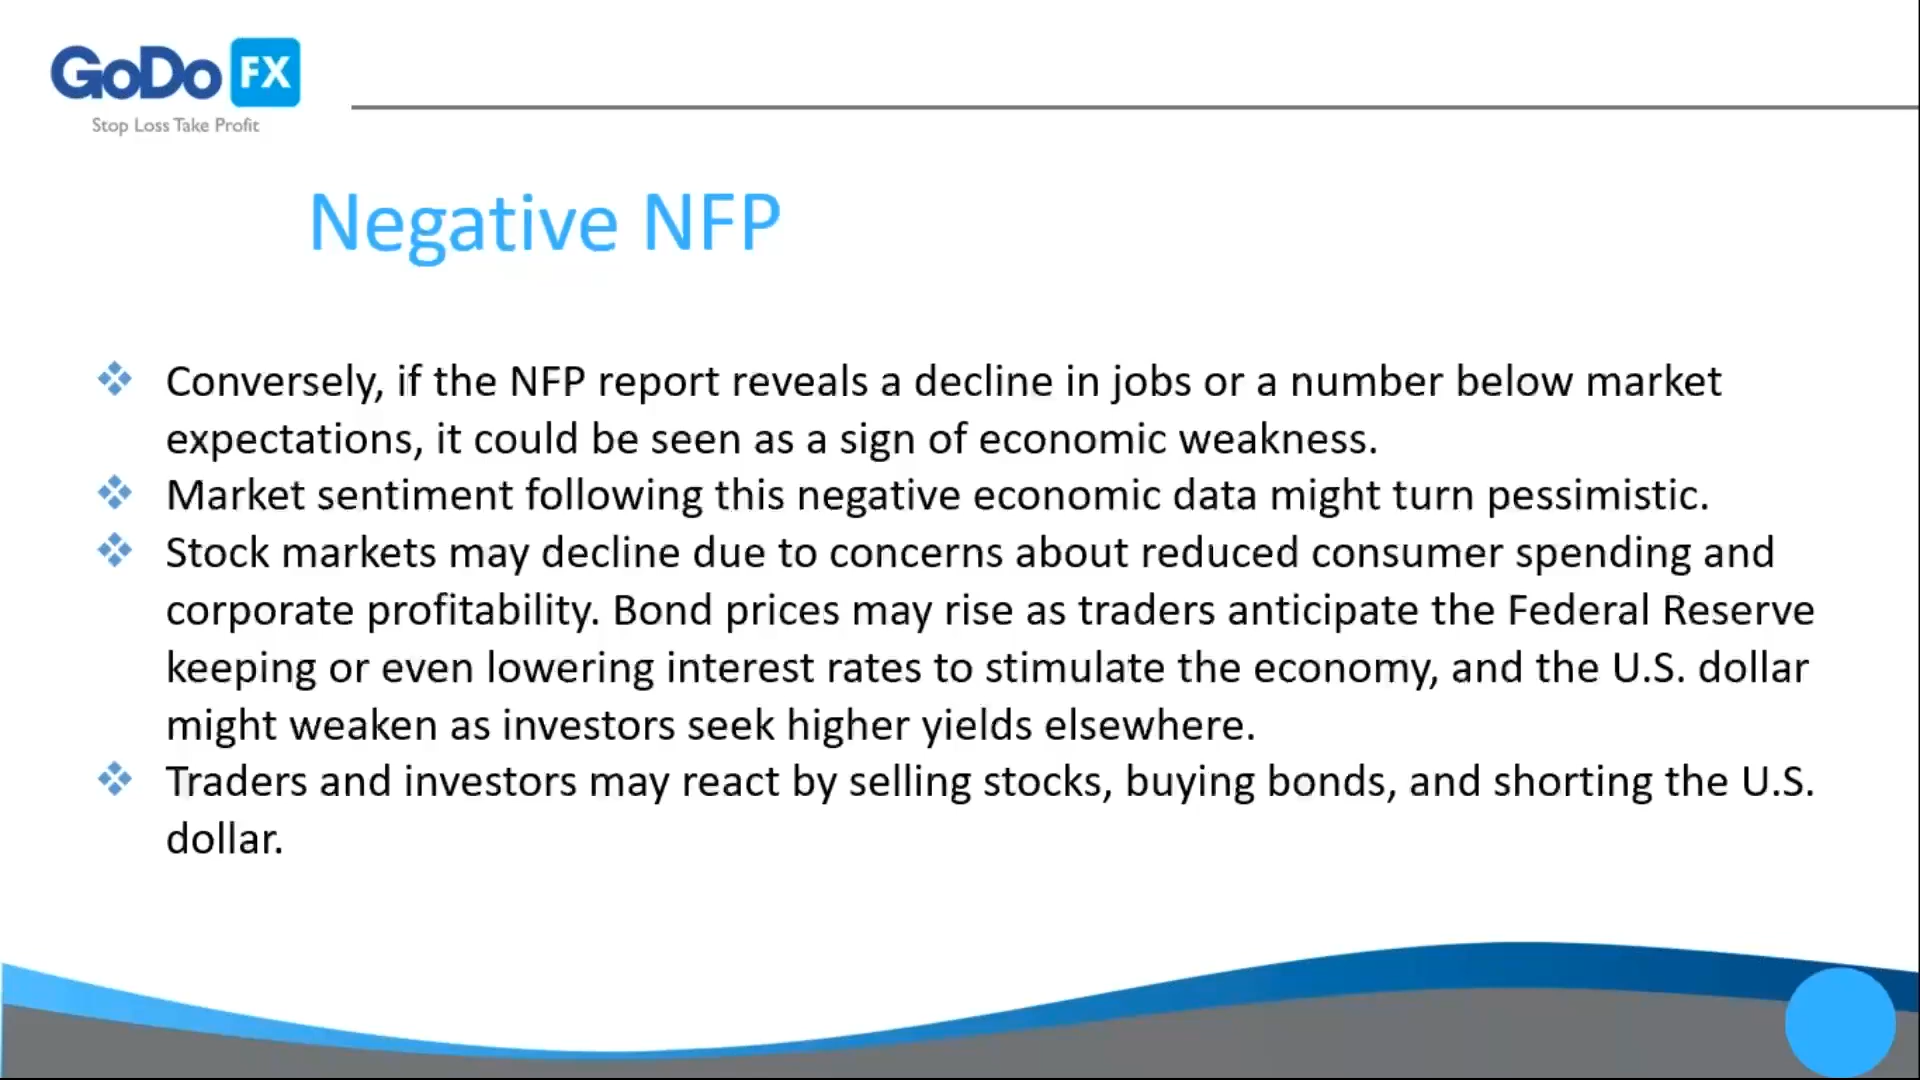 GoDo FX
Stop Loss Take Profit
Negative NFP
Conversely, if the NFP report reveals a decline in jobs or a number below market
expectations, it could be seen as a sign of economic weakness.
Market sentiment following this negative economic data might turn pessimistic.
Stock markets may decline due to concerns about reduced consumer spending and
corporate profitability. Bond prices may rise as traders anticipate the Federal Reserve
keeping or even lowering interest rates to stimulate the economy, and the U.S. dollar
might weaken as investors seek higher yields elsewhere.
Traders and investors may react by selling stocks, buying bonds, and shorting the U.S.
dollar.